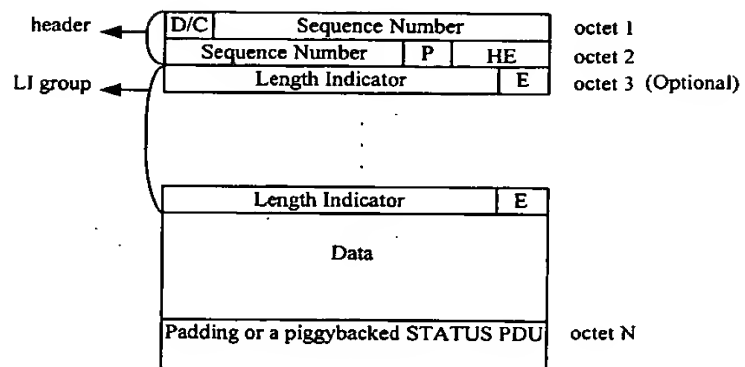 header D/C Sequence Number octet 1
Sequence Number P HE octet 2
LI group Length Indicator E octet 3 (Optional)
Length Indicator E
Data
Padding or a piggybacked STATUS PDU octet N